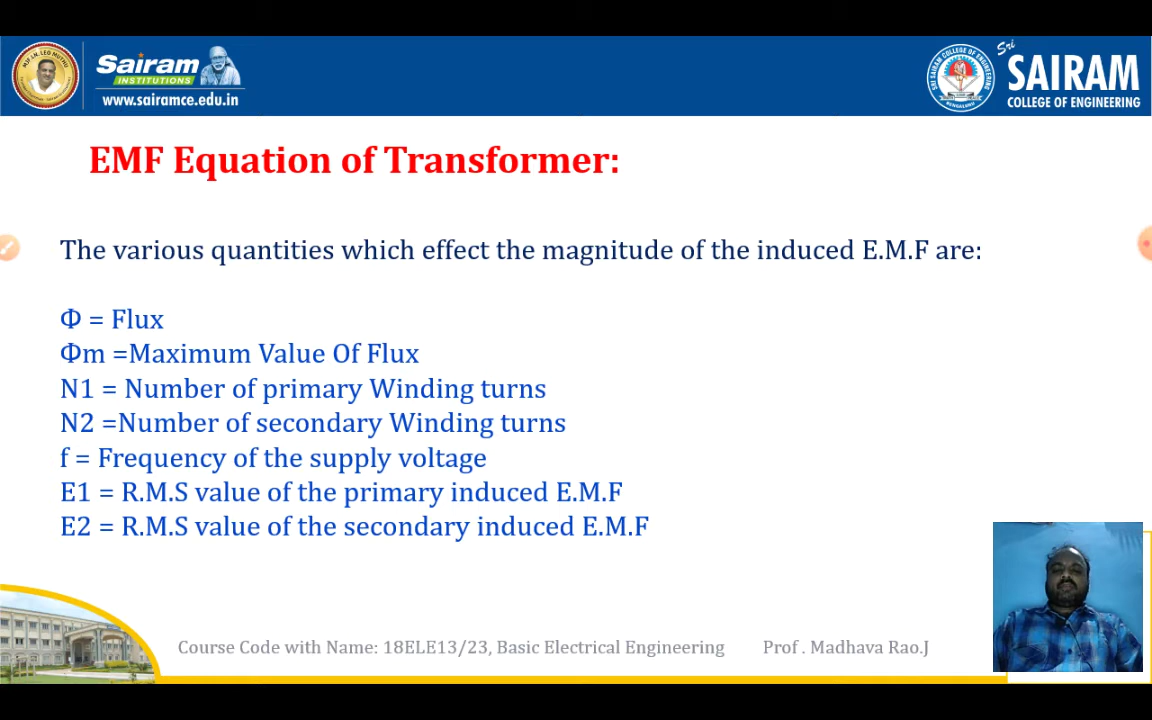 Sairam
INSTITUTIONS
www.sairamce.edu.in
Sri
SAIRAM
COLLEGE OF ENGINEERING
EMF Equation of Transformer:
The various quantities which effect the magnitude of the induced E.M.F are:
Φ = Flux
Φm =Maximum Value Of Flux
N1 = Number of primary Winding turns
N2 =Number of secondary Winding turns
f = Frequency of the supply voltage
E1 = R.M.S value of the primary induced E.M.F
E2 = R.M.S value of the secondary induced E.M.F
Course Code with Name: 18ELE13/23, Basic Electrical Engineering Prof . Madhava Rao.J